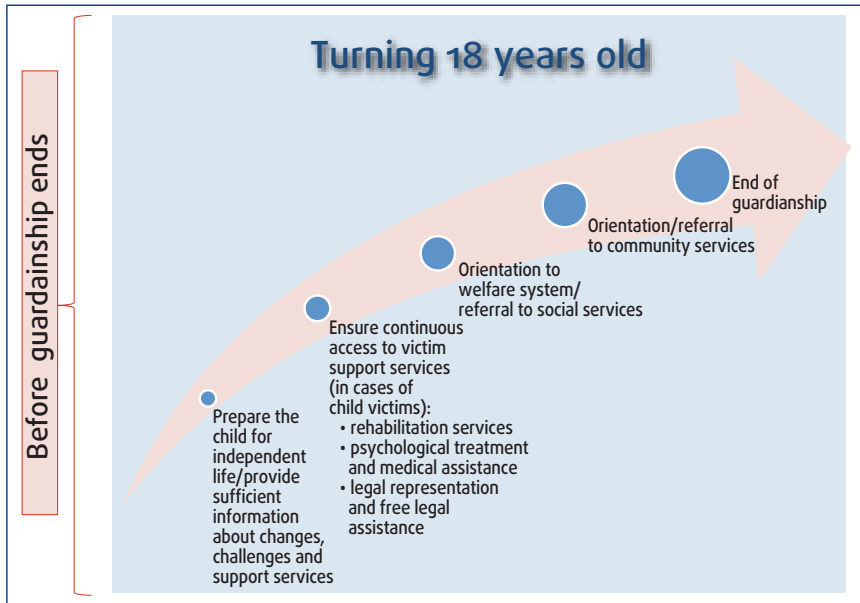 Turning 18 years old
Before guardainship ends
Prepare the
child for
independent
life/provide
sufficient
information
about changes,
challenges and
support services
Ensure continuous
access to victim
support services
(in cases of
child victims):
• rehabilitation services
• psychological treatment
and medical assistance
• legal representation
and free legal
assistance
Orientation to
welfare system/
referral to social services
Orientation/referral
to community services
End of
guardianship